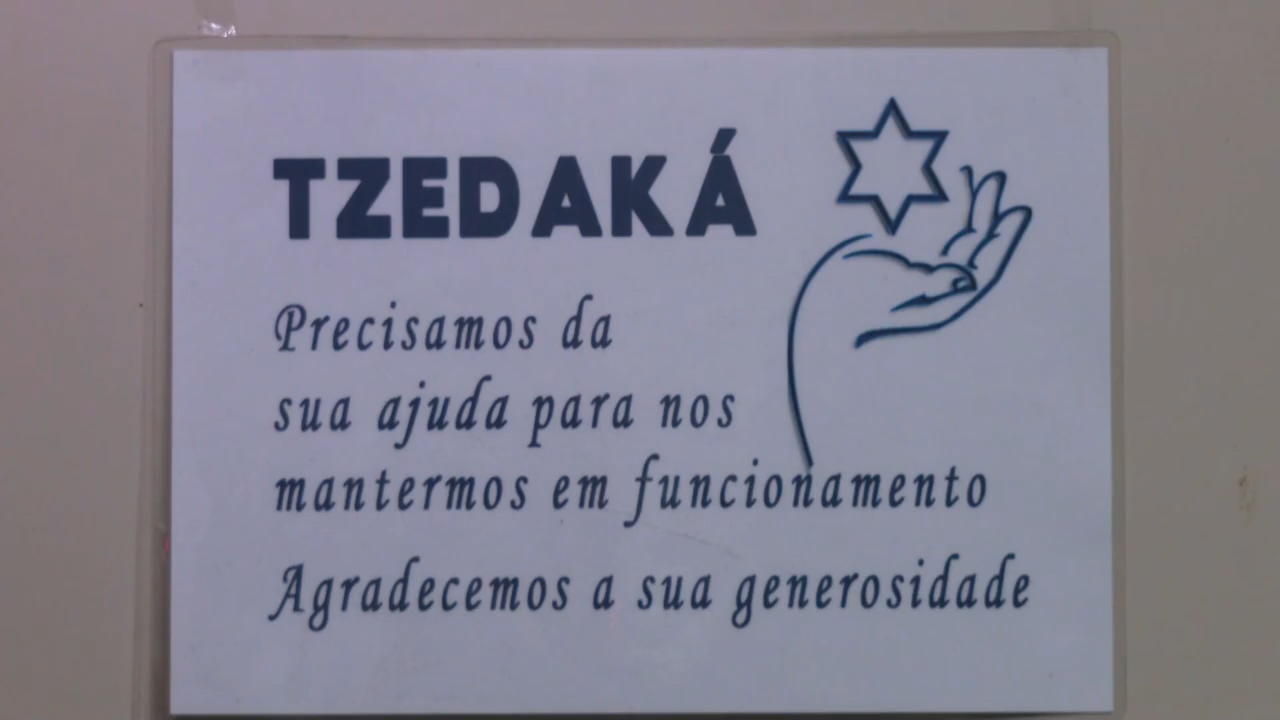 TZEDAKÁ
Precisamos da
sua ajuda para nos
mantermos em funcionamento
Agradecemos a sua generosidade